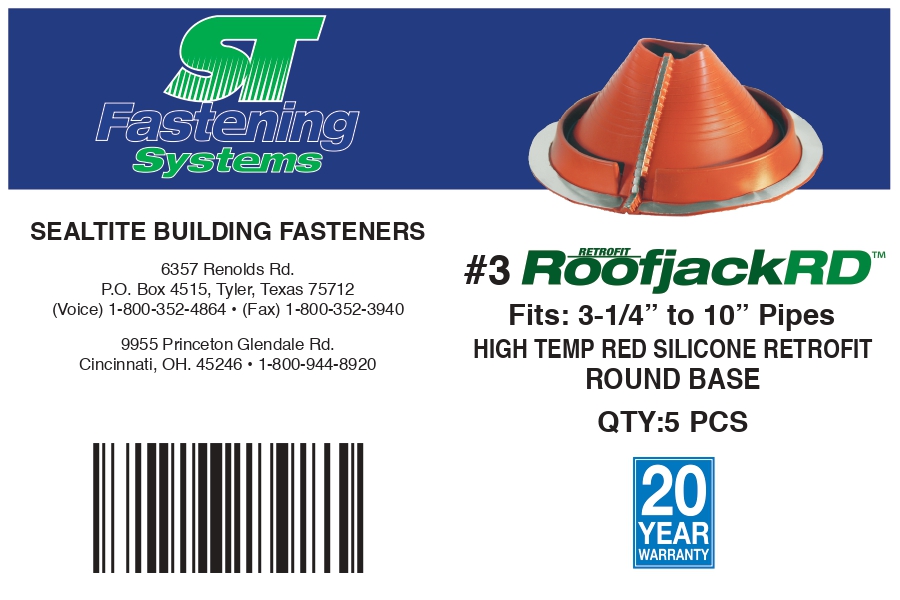 ST
Fastening
Systems
SEALTITE BUILDING FASTENERS
6357 Renolds Rd.
P.O. Box 4515, Tyler, Texas 75712
(Voice) 1-800-352-4864 • (Fax) 1-800-352-3940
9955 Princeton Glendale Rd.
Cincinnati, OH. 45246 • 1-800-944-8920
RETROFIT
#3 RoofjackRD™
Fits: 3-1/4” to 10” Pipes
HIGH TEMP RED SILICONE RETROFIT
ROUND BASE
QTY:5 PCS
20
YEAR
WARRANTY